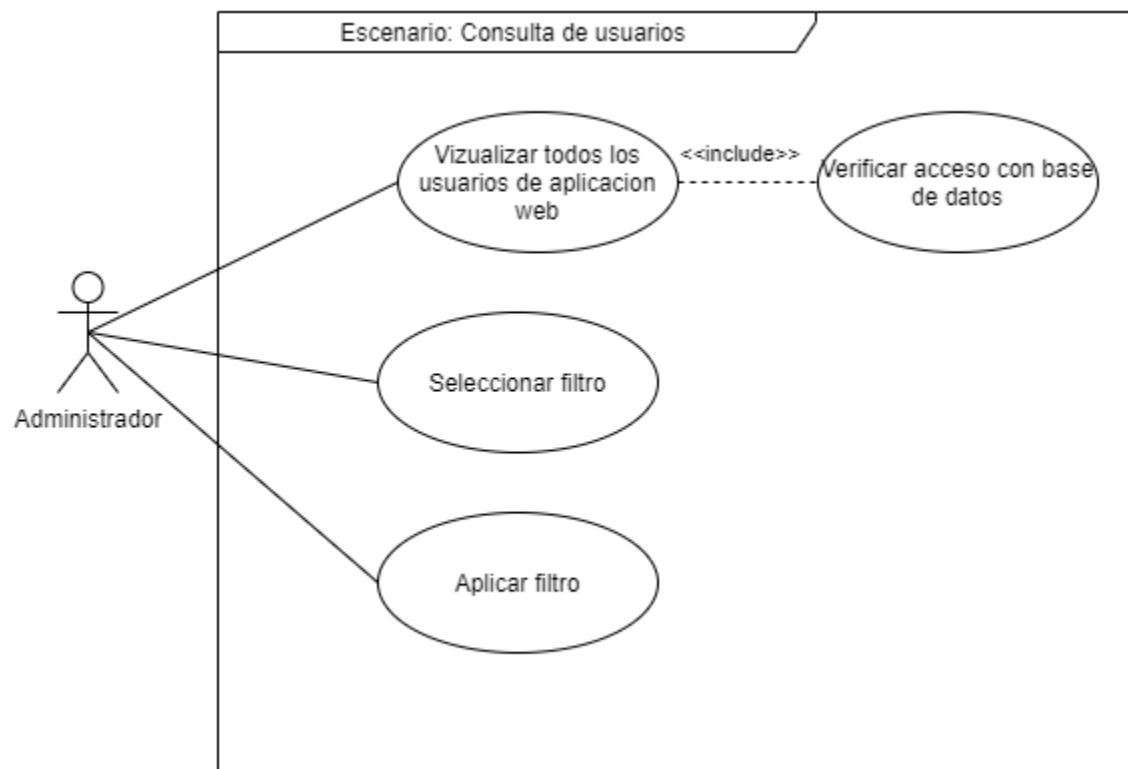 Escenario: Consulta de usuarios
Vizualizar todos los
usuarios de aplicacion
web
<<include>>
Verificar acceso con base
de datos
Administrador
Seleccionar filtro
Aplicar filtro